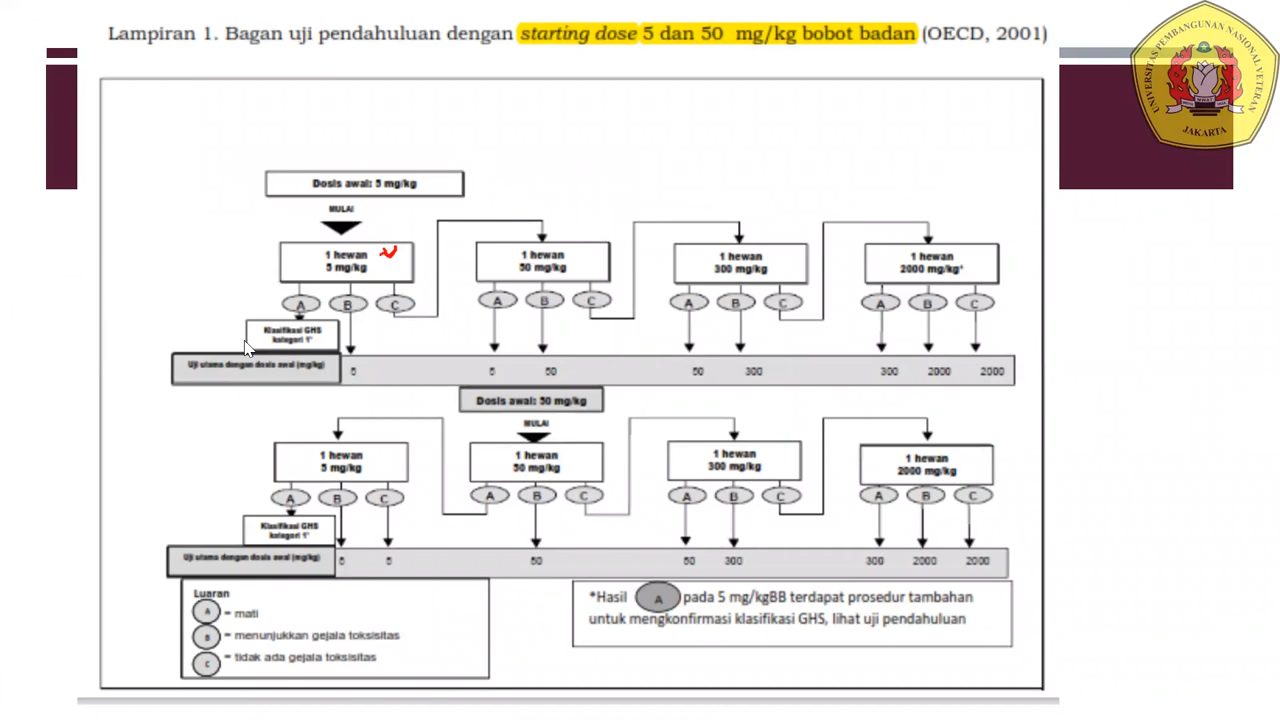 Lampiran 1. Bagan uji pendahuluan dengan starting dose 5 dan 50 mg/kg bobot badan (OECD, 2001)
UNIVERSITAS PEMBANGUNAN NASIONAL VETERAN
JAKARTA
Dosis awal: 5 mg/kg
MULAI
1 hewan
5 mg/kg
1 hewan
50 mg/kg
1 hewan
300 mg/kg
1 hewan
2000 mg/kg*
A B C A B C A B C A B C
Klasifikasi GHS
kategori 1*
Uji utama dengan dosis awal (mg/kg) 5 5 50 50 300 300 2000 2000
Dosis awal: 50 mg/kg
MULAI
1 hewan
5 mg/kg
1 hewan
50 mg/kg
1 hewan
300 mg/kg
1 hewan
2000 mg/kg
A B C A B C A B C A B C
Klasifikasi GHS
kategori 1*
Uji utama dengan dosis awal (mg/kg) 5 5 50 50 300 300 2000 2000
Luaran
A = mati
B = menunjukkan gejala toksisitas
C = tidak ada gejala toksisitas
*Hasil A pada 5 mg/kgBB terdapat prosedur tambahan
untuk mengkonfirmasi klasifikasi GHS, lihat uji pendahuluan